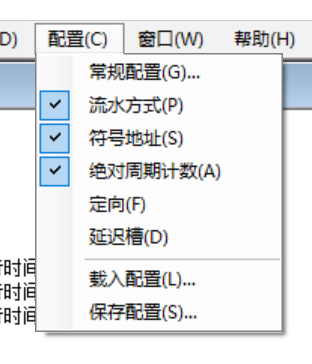 D) 配置(C) 窗口(W) 帮助(H)
常规配置(G)...
流水方式(P)
符号地址(S)
绝对周期计数(A)
定向(F)
延迟槽(D)
载入配置(L)...
保存配置(S)...
时间
时间
时间